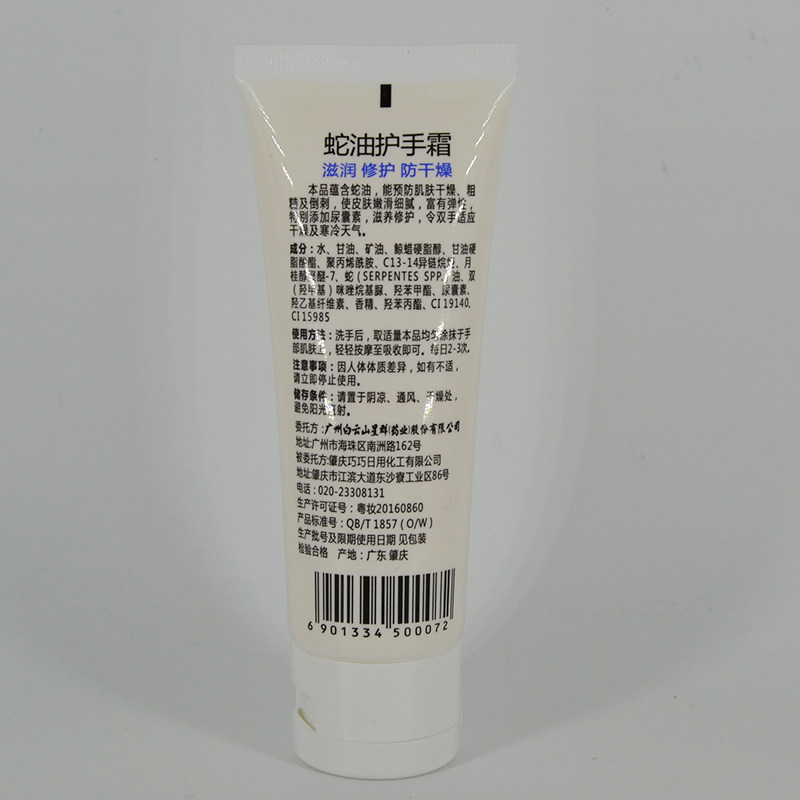 蛇油护手霜
滋润 修护 防干燥
本品蕴含蛇油，能预防肌肤干燥、粗
糙及倒刺，使皮肤嫩滑细腻，富有弹性，
特别添加尿囊素，滋养修护，令双手适应
干燥及寒冷天气。
成分：水、甘油、矿油、鲸蜡硬脂醇、甘油硬
脂酸酯、聚丙烯酰胺、C13-14异链烷烃、月
桂醇聚醚-7、蛇(SERPENTES SPP.)油、双
(羟甲基)咪唑烷基脲、羟苯甲酯、尿囊素、
羟乙基纤维素、香精、羟苯丙酯、CI 19140、
CI 15985
使用方法：洗手后，取适量本品均匀涂抹于手
部肌肤上，轻轻按摩至吸收即可。每日2-3次。
注意事项：因人体体质差异，如有不适，
请立即停止使用。
储存条件：请置于阴凉、通风、干燥处，
避免阳光直射。
委托方：广州白云山星群(药业)股份有限公司
地址:广州市海珠区南洲路162号
被委托方:肇庆巧巧日用化工有限公司
地址:肇庆市江滨大道东沙寮工业区86号
电话：020-23308131
生产许可证号：粤妆20160860
产品标准号：QB/T 1857 (O/W)
生产批号及限期使用日期 见包装
检验合格 产地：广东 肇庆
6 901334 500072